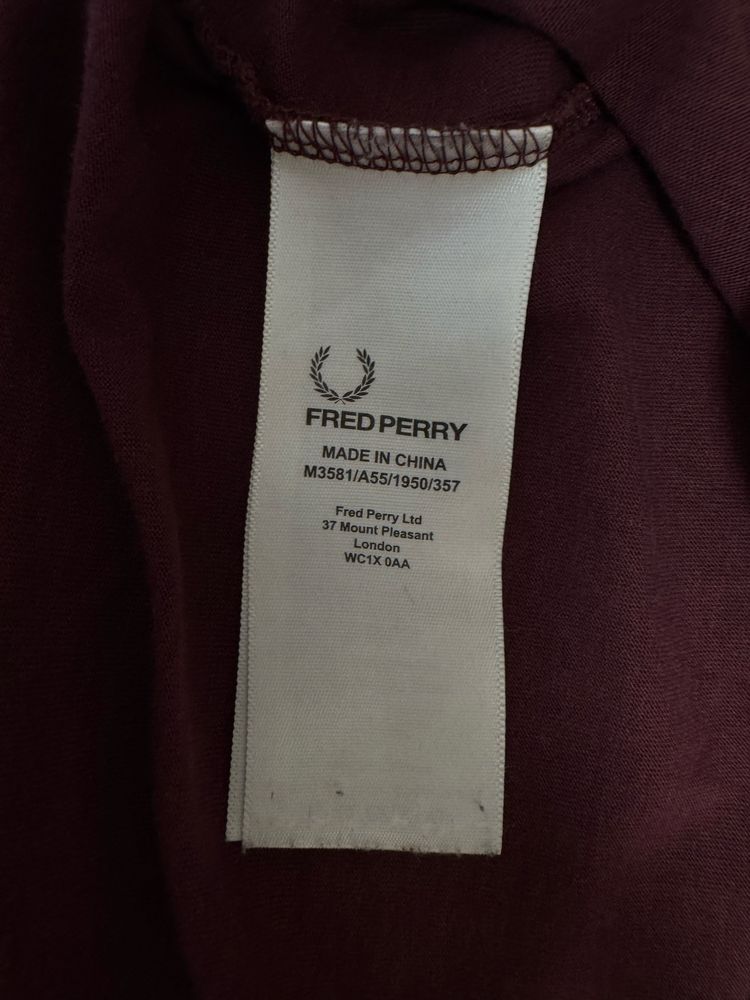 FRED PERRY
MADE IN CHINA
M3581/A55/1950/357
Fred Perry Ltd
37 Mount Pleasant
London
WC1X 0AA